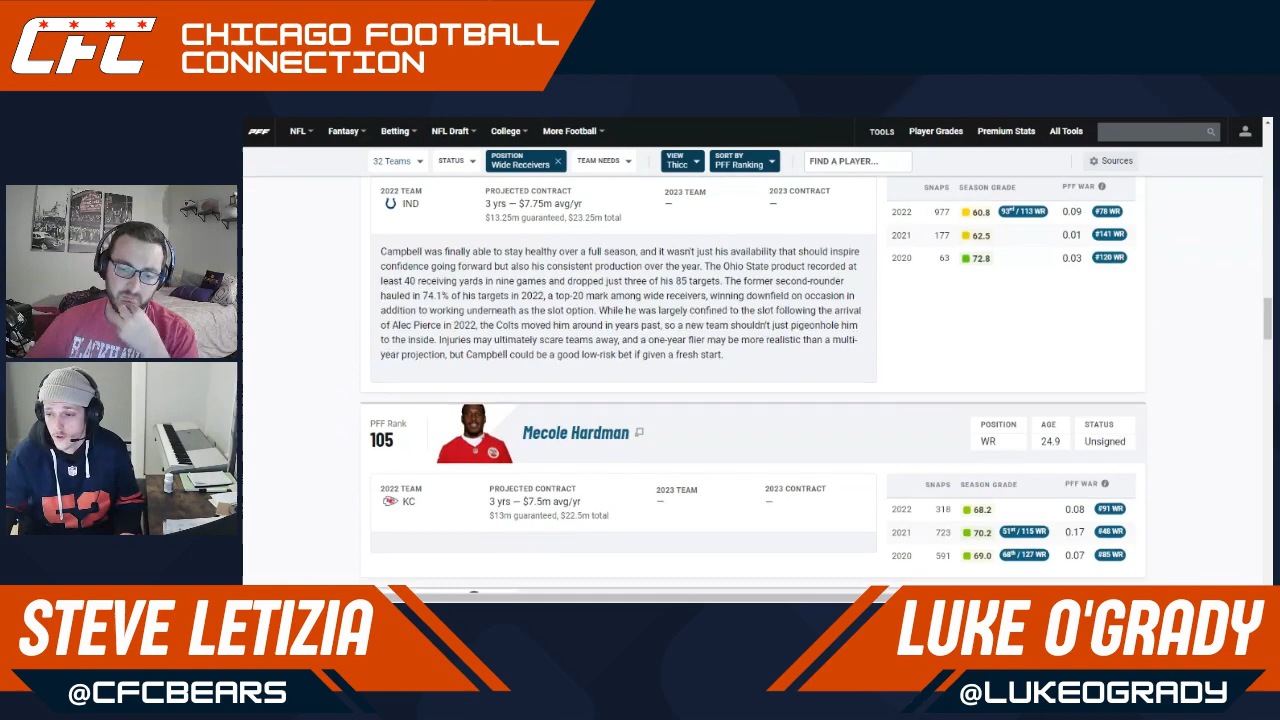 CFC
CHICAGO FOOTBALL
CONNECTION
PFF NFL Fantasy Betting NFL Draft College More Football TOOLS Player Grades Premium Stats All Tools
32 Teams STATUS POSITION Wide Receivers × TEAM NEEDS VIEW Thicc SORT BY PFF Ranking FIND A PLAYER... Sources
2022 TEAM PROJECTED CONTRACT 2023 TEAM 2023 CONTRACT
IND 3 yrs — $7.75m avg/yr — —
$13.25m guaranteed, $23.25m total
SNAPS SEASON GRADE PFF WAR
2022 977 60.8 93rd / 113 WR 0.09 #78 WR
2021 177 62.5 0.01 #141 WR
2020 63 72.8 0.03 #120 WR
Campbell was finally able to stay healthy over a full season, and it wasn't just his availability that should inspire
confidence going forward but also his consistent production over the year. The Ohio State product recorded at
least 40 receiving yards in nine games and dropped just three of his 85 targets. The former second-rounder
hauled in 74.1% of his targets in 2022, a top-20 mark among wide receivers, winning downfield on occasion in
addition to working underneath as the slot option. While he was largely confined to the slot following the arrival
of Alec Pierce in 2022, the Colts moved him around in years past, so a new team shouldn't just pigeonhole him
to the inside. Injuries may ultimately scare teams away, and a one-year flier may be more realistic than a multi-
year projection, but Campbell could be a good low-risk bet if given a fresh start.
PFF Rank
105
Mecole Hardman
POSITION AGE STATUS
WR 24.9 Unsigned
2022 TEAM PROJECTED CONTRACT 2023 TEAM 2023 CONTRACT
KC 3 yrs — $7.5m avg/yr — —
$13m guaranteed, $22.5m total
SNAPS SEASON GRADE PFF WAR
2022 318 68.2 0.08 #91 WR
2021 723 70.2 51st / 115 WR 0.17 #48 WR
2020 591 69.0 68th / 127 WR 0.07 #85 WR
STEVE LETIZIA
@CFCBEARS
LUKE O'GRADY
@LUKEOGRADY